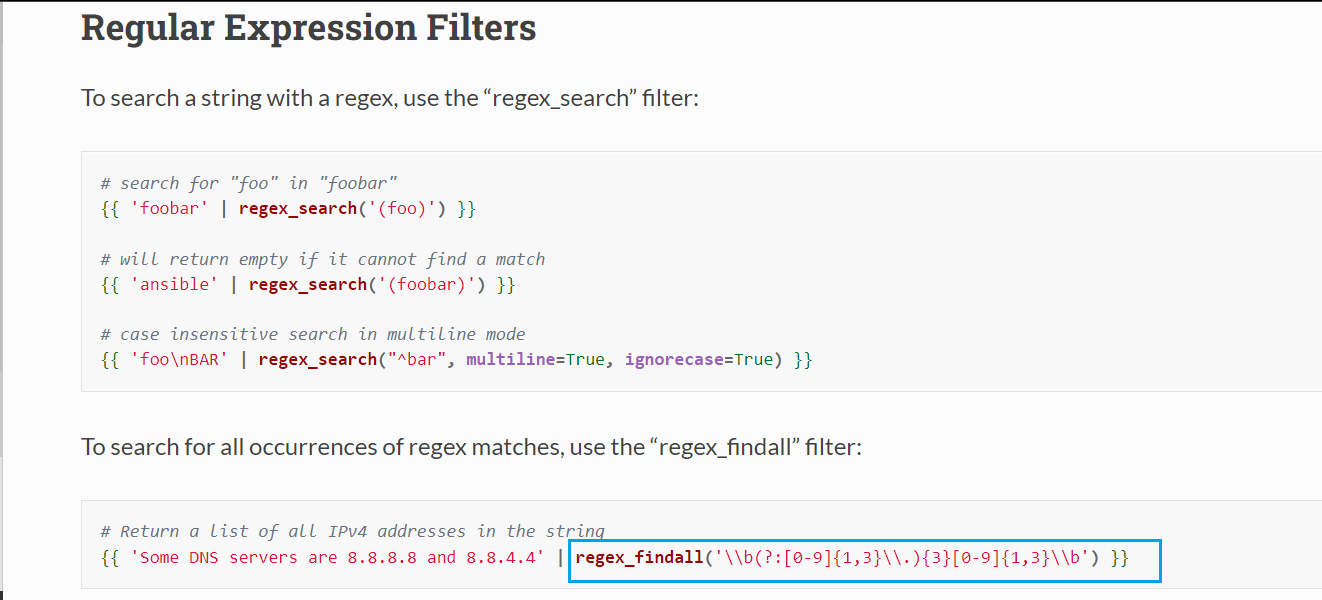 Regular Expression Filters
To search a string with a regex, use the “regex_search” filter:
# search for "foo" in "foobar"
{{ 'foobar' | regex_search('(foo)') }}
# will return empty if it cannot find a match
{{ 'ansible' | regex_search('(foobar)') }}
# case insensitive search in multiline mode
{{ 'foo\nBAR' | regex_search("^bar", multiline=True, ignorecase=True) }}
To search for all occurrences of regex matches, use the “regex_findall” filter:
# Return a list of all IPv4 addresses in the string
{{ 'Some DNS servers are 8.8.8.8 and 8.8.4.4' | regex_findall('\\b(?:[0-9]{1,3}\\.){3}[0-9]{1,3}\\b') }}